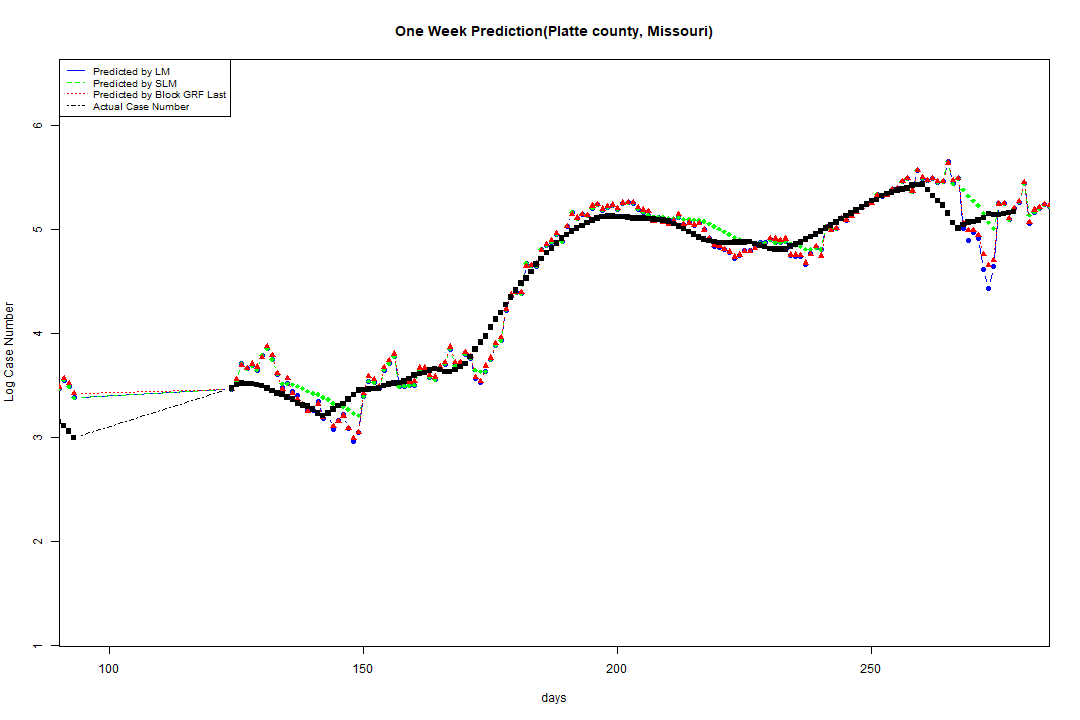 One Week Prediction(Platte county, Missouri)
Predicted by LM
Predicted by SLM
Predicted by Block GRF Last
Actual Case Number
6
5
4
3
2
1
Log Case Number
100 150 200 250
days